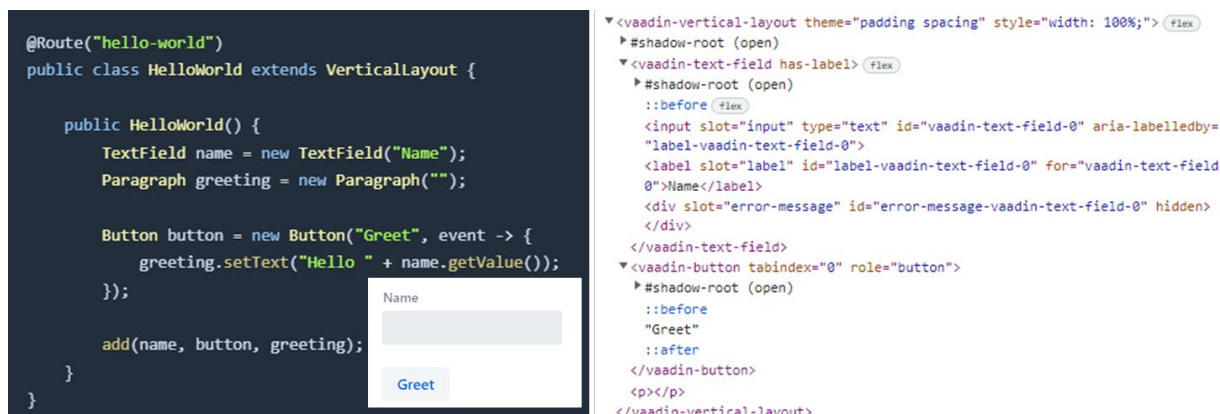 @Route("hello-world")
public class HelloWorld extends VerticalLayout {
public HelloWorld() {
TextField name = new TextField("Name");
Paragraph greeting = new Paragraph("");
Button button = new Button("Greet", event -> {
greeting.setText("Hello " + name.getValue());
});
add(name, button, greeting);
}
}
Name
Greet
▼<vaadin-vertical-layout theme="padding spacing" style="width: 100%;"> flex
▶#shadow-root (open)
▼<vaadin-text-field has-label> flex
▶#shadow-root (open)
::before flex
<input slot="input" type="text" id="vaadin-text-field-0" aria-labelledby=
"label-vaadin-text-field-0">
<label slot="label" id="label-vaadin-text-field-0" for="vaadin-text-field
0">Name</label>
<div slot="error-message" id="error-message-vaadin-text-field-0" hidden>
</div>
</vaadin-text-field>
▼<vaadin-button tabindex="0" role="button">
▶#shadow-root (open)
::before
"Greet"
::after
</vaadin-button>
<p></p>
</vaadin-vertical-layout>